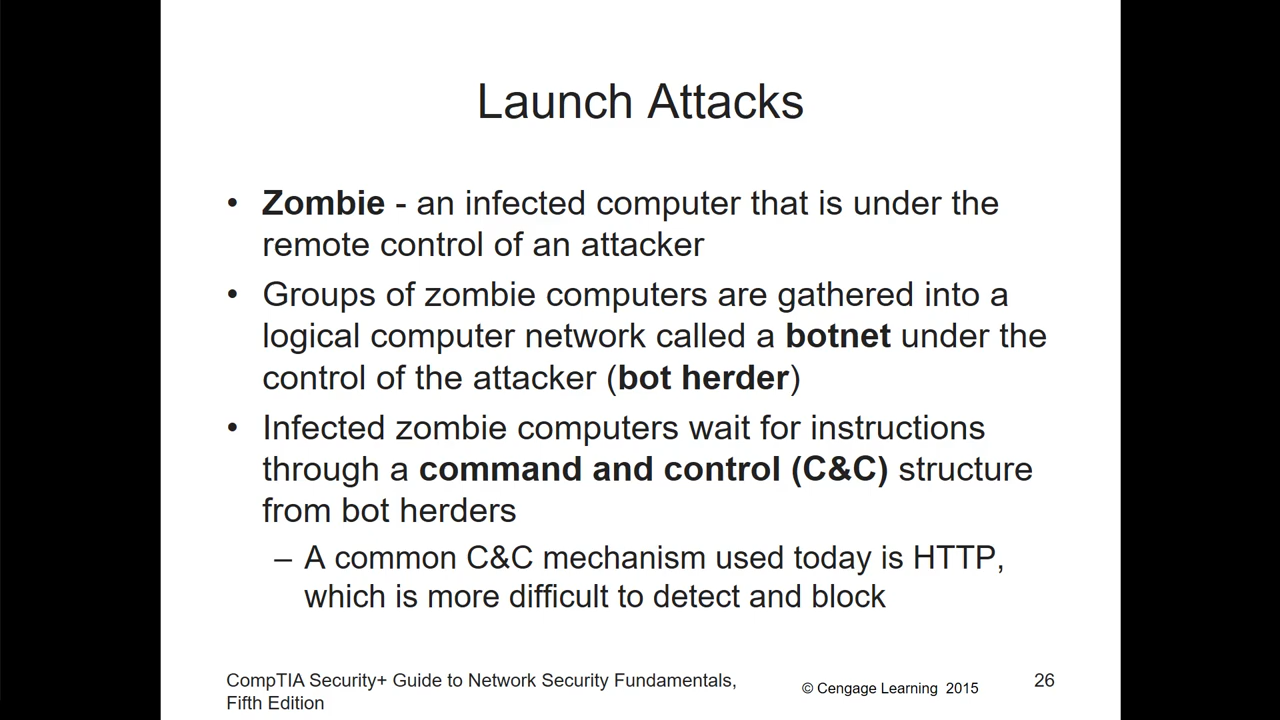 Launch Attacks
• Zombie - an infected computer that is under the
remote control of an attacker
• Groups of zombie computers are gathered into a
logical computer network called a botnet under the
control of the attacker (bot herder)
• Infected zombie computers wait for instructions
through a command and control (C&C) structure
from bot herders
– A common C&C mechanism used today is HTTP,
which is more difficult to detect and block
CompTIA Security+ Guide to Network Security Fundamentals,
Fifth Edition
© Cengage Learning 2015
26